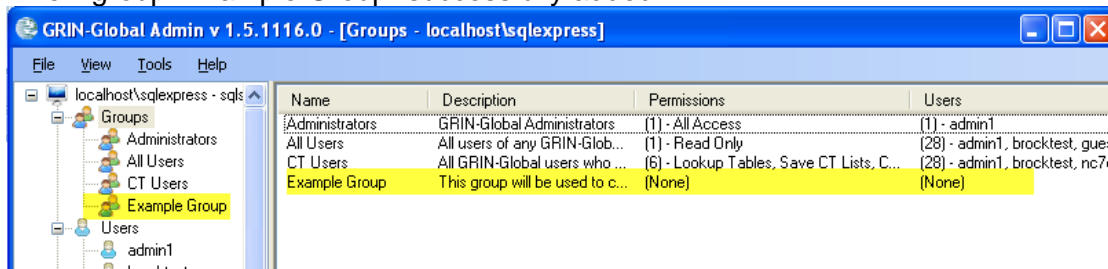 GRIN-Global Admin v 1.5.1116.0 - [Groups - localhost\sqlexpress]
File View Tools Help
localhost\sqlexpress - sqls
Groups
Administrators
All Users
CT Users
Example Group
Users
admin1
Name Description Permissions Users
Administrators GRIN-Global Administrators (1) - All Access (1) - admin1
All Users All users of any GRIN-Glob... (1) - Read Only (28) - admin1, brocktest, gue
CT Users All GRIN-Global users who ... (6) - Lookup Tables, Save CT Lists, C... (28) - admin1, brocktest, nc7
Example Group This group will be used to c... (None) (None)